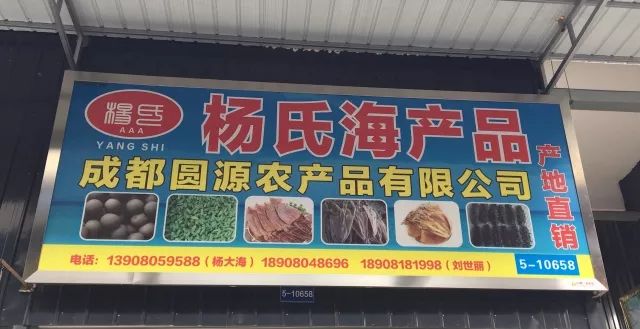 杨氏
AAA
YANG SHI
杨氏海产品
产地直销
成都圆源农产品有限公司
电话：13908059588（杨大海）18908048696 18908181998（刘世丽）
5-10658
5-10658